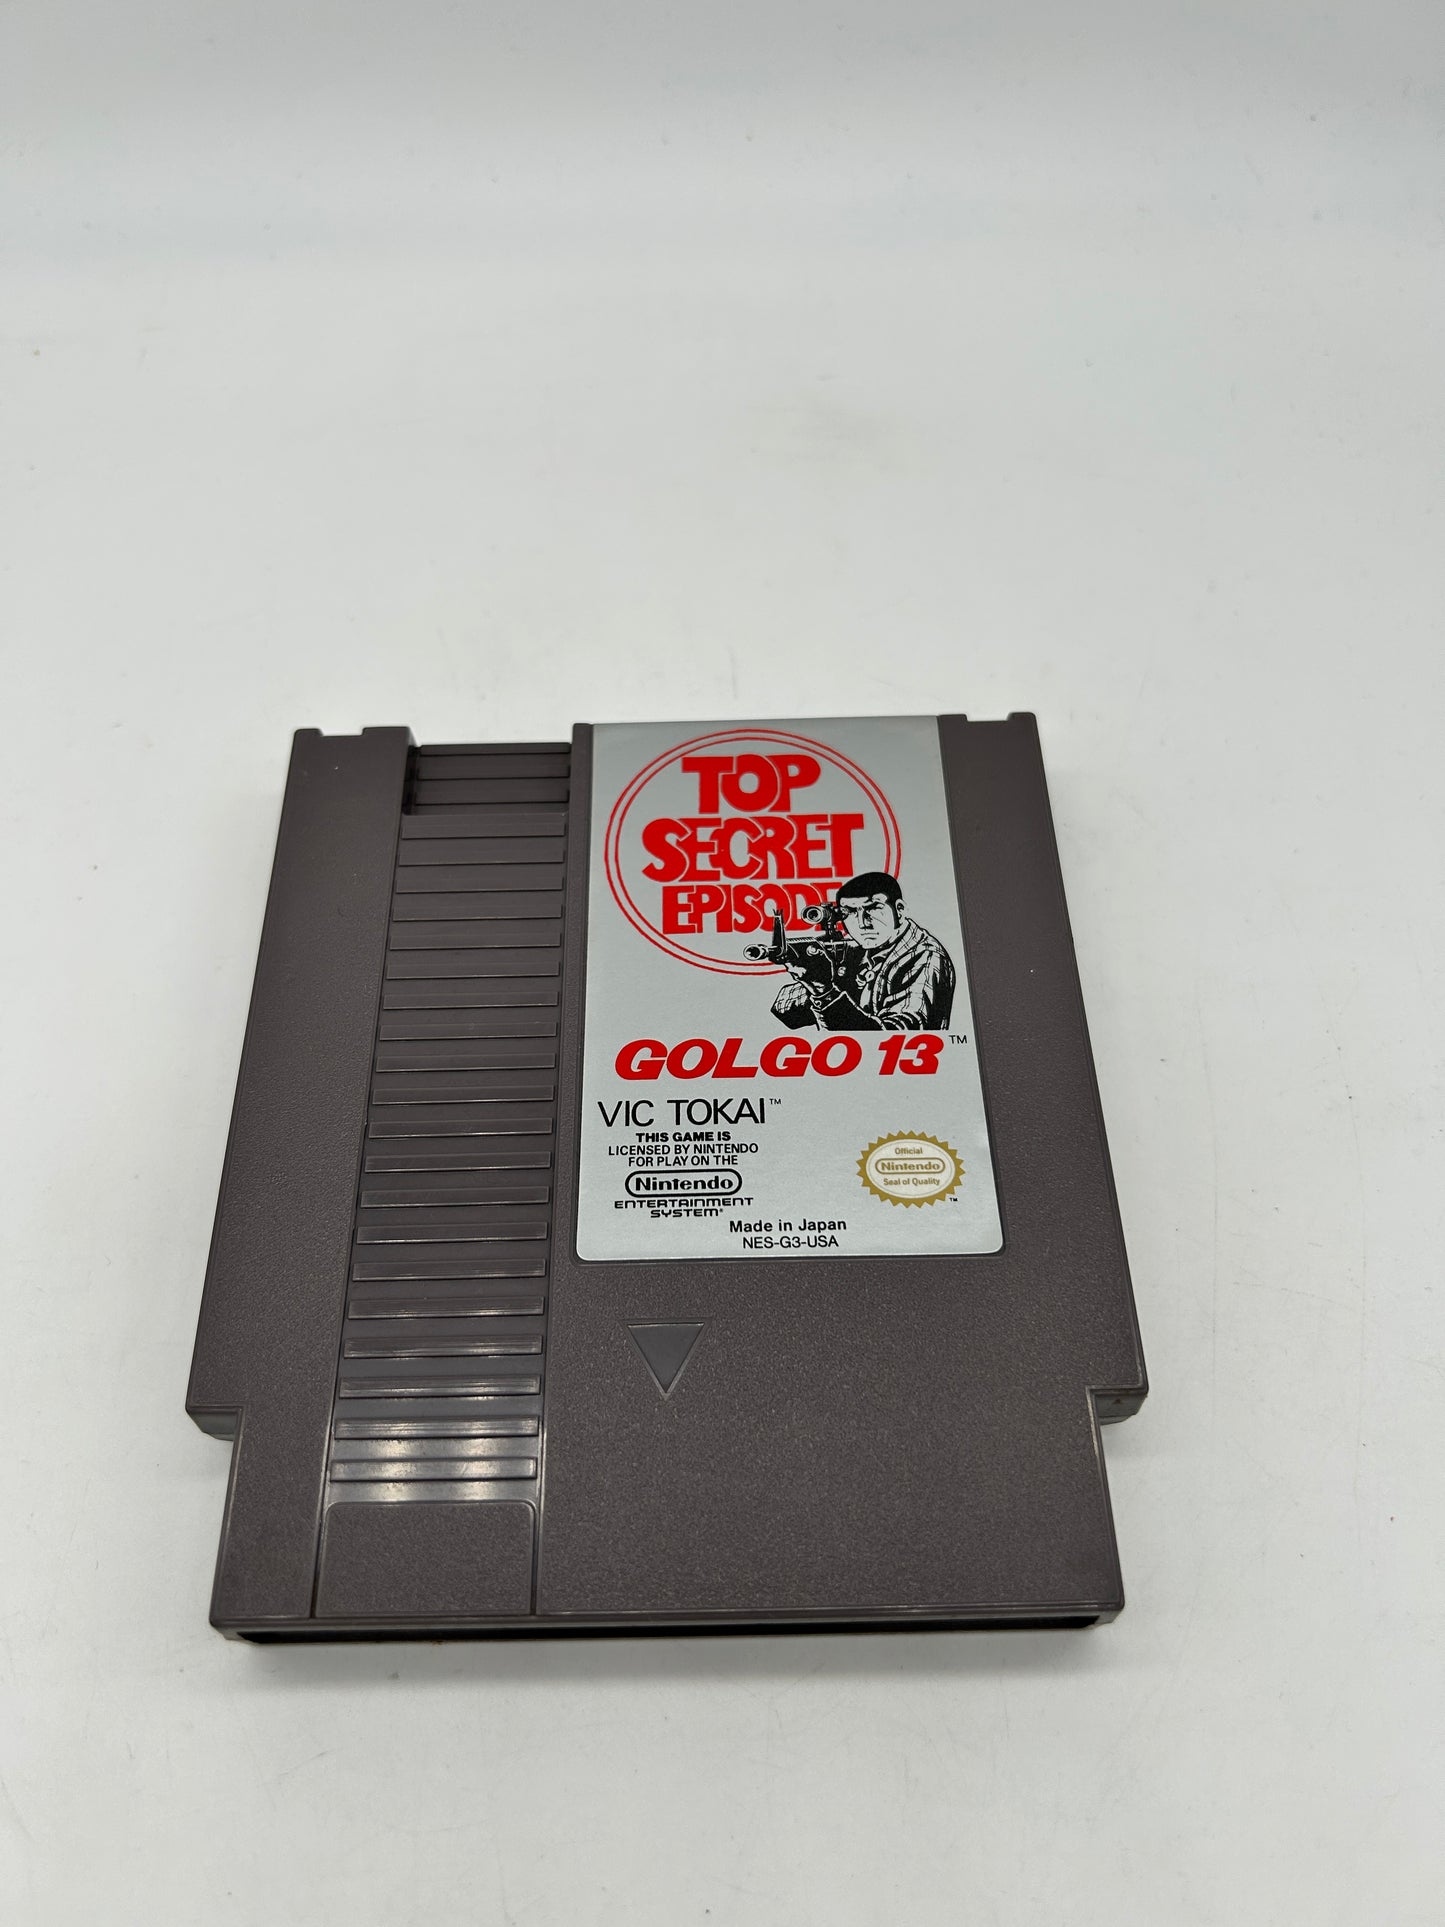 TOP
SECRET
EPISODE
GOLGO 13™
VIC TOKAI™
THIS GAME IS
LICENSED BY NINTENDO
FOR PLAY ON THE
Nintendo
ENTERTAINMENT
SYSTEM®
Official
Nintendo
Seal of Quality
™
Made in Japan
NES-G3-USA